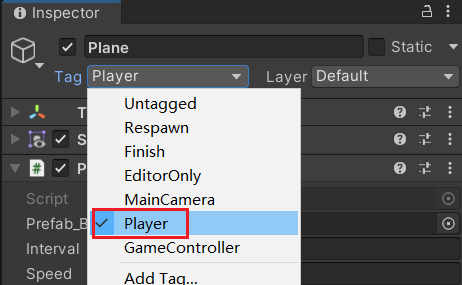 Inspector
Plane
Static
Tag Player
Layer Default
Untagged
Respawn
Finish
EditorOnly
MainCamera
Player
GameController
Add Tag...
T
S
P
Script
Prefab_B
Interval
Speed